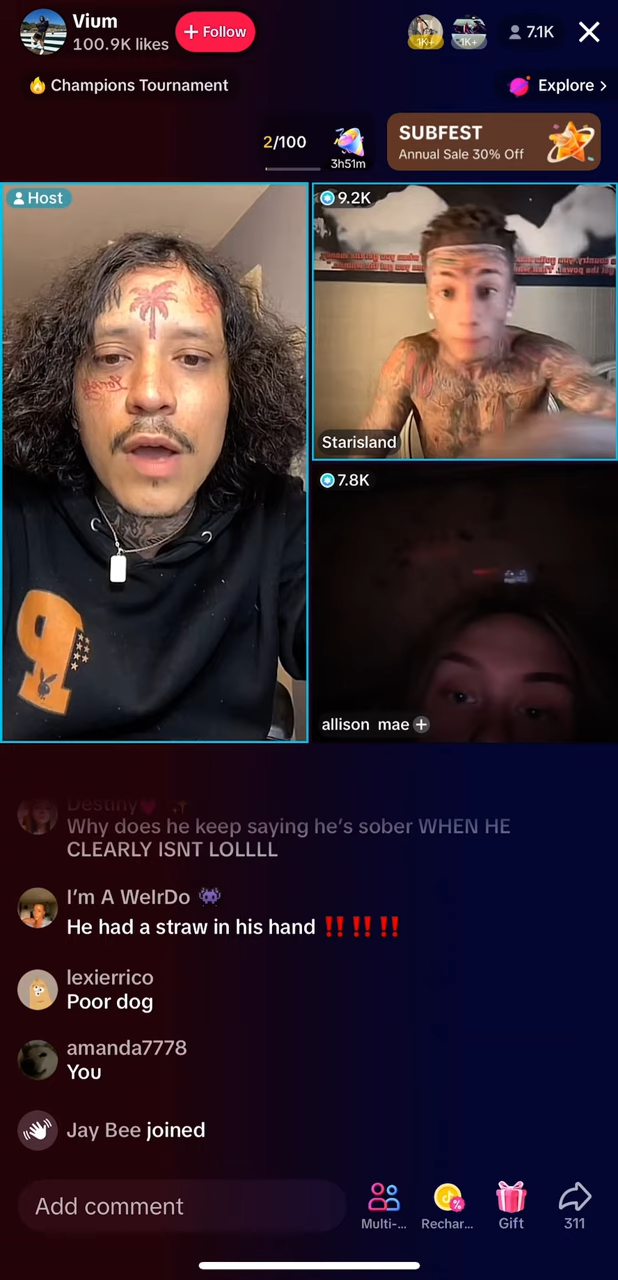 Vium
100.9K likes
+ Follow
1K+
1K+
7.1K
Champions Tournament
Explore >
2/100
3h51m
SUBFEST
Annual Sale 30% Off
Host
9.2K
Starisland
7.8K
allison mae
Destiny
Why does he keep saying he's sober WHEN HE
CLEARLY ISNT LOLLLL
I'm A WeIrDo 👾
He had a straw in his hand ‼️‼️‼️
lexierrico
Poor dog
amanda7778
You
Jay Bee joined
Add comment
Multi-...
Rechar...
Gift
311